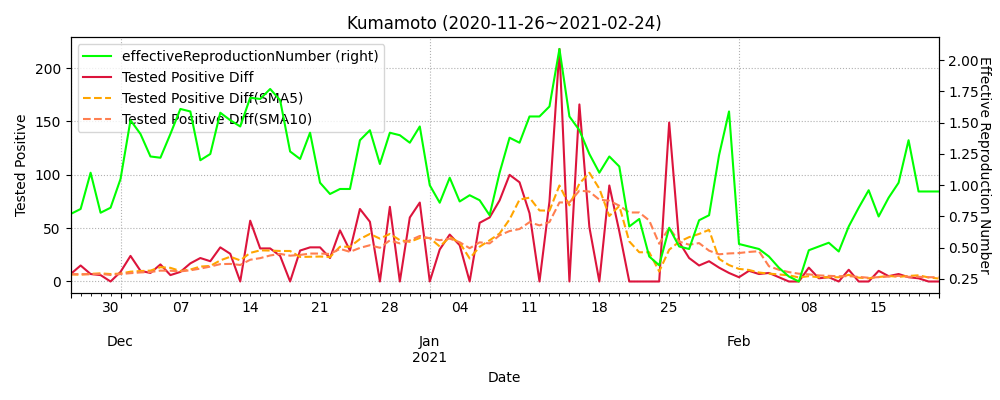 Kumamoto (2020-11-26~2021-02-24)
effectiveReproductionNumber (right)
Tested Positive Diff
Tested Positive Diff(SMA5)
Tested Positive Diff(SMA10)
Tested Positive
200
150
100
50
0
2.00
1.75
1.50
1.25
1.00
0.75
0.50
0.25
Effective Reproduction Number
30 07 14 21 28 04 11 18 25 08 15
Dec Jan Feb
2021
Date